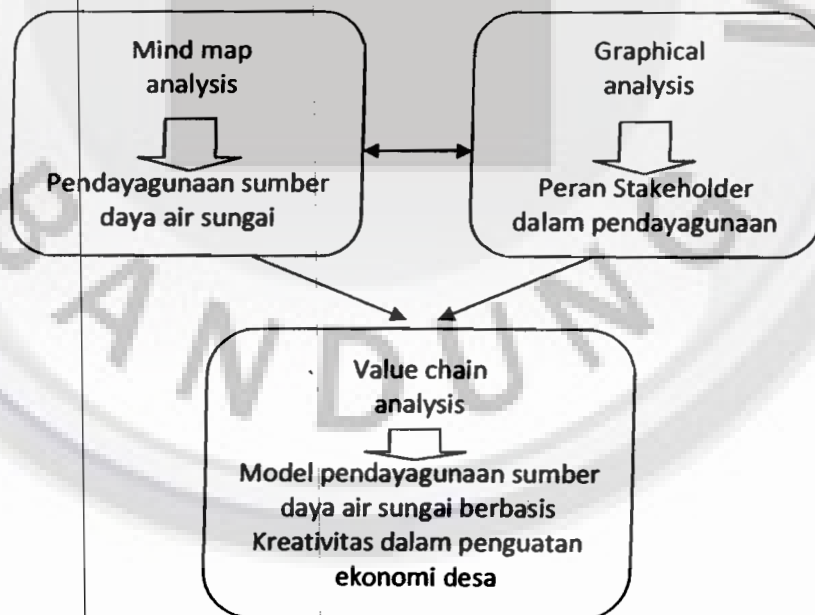 Mind map
analysis
Pendayagunaan sumber
daya air sungai
Graphical
analysis
Peran Stakeholder
dalam pendayagunaan
Value chain
analysis
Model pendayagunaan sumber
daya air sungai berbasis
Kreativitas dalam penguatan
ekonomi desa
BANDUNG